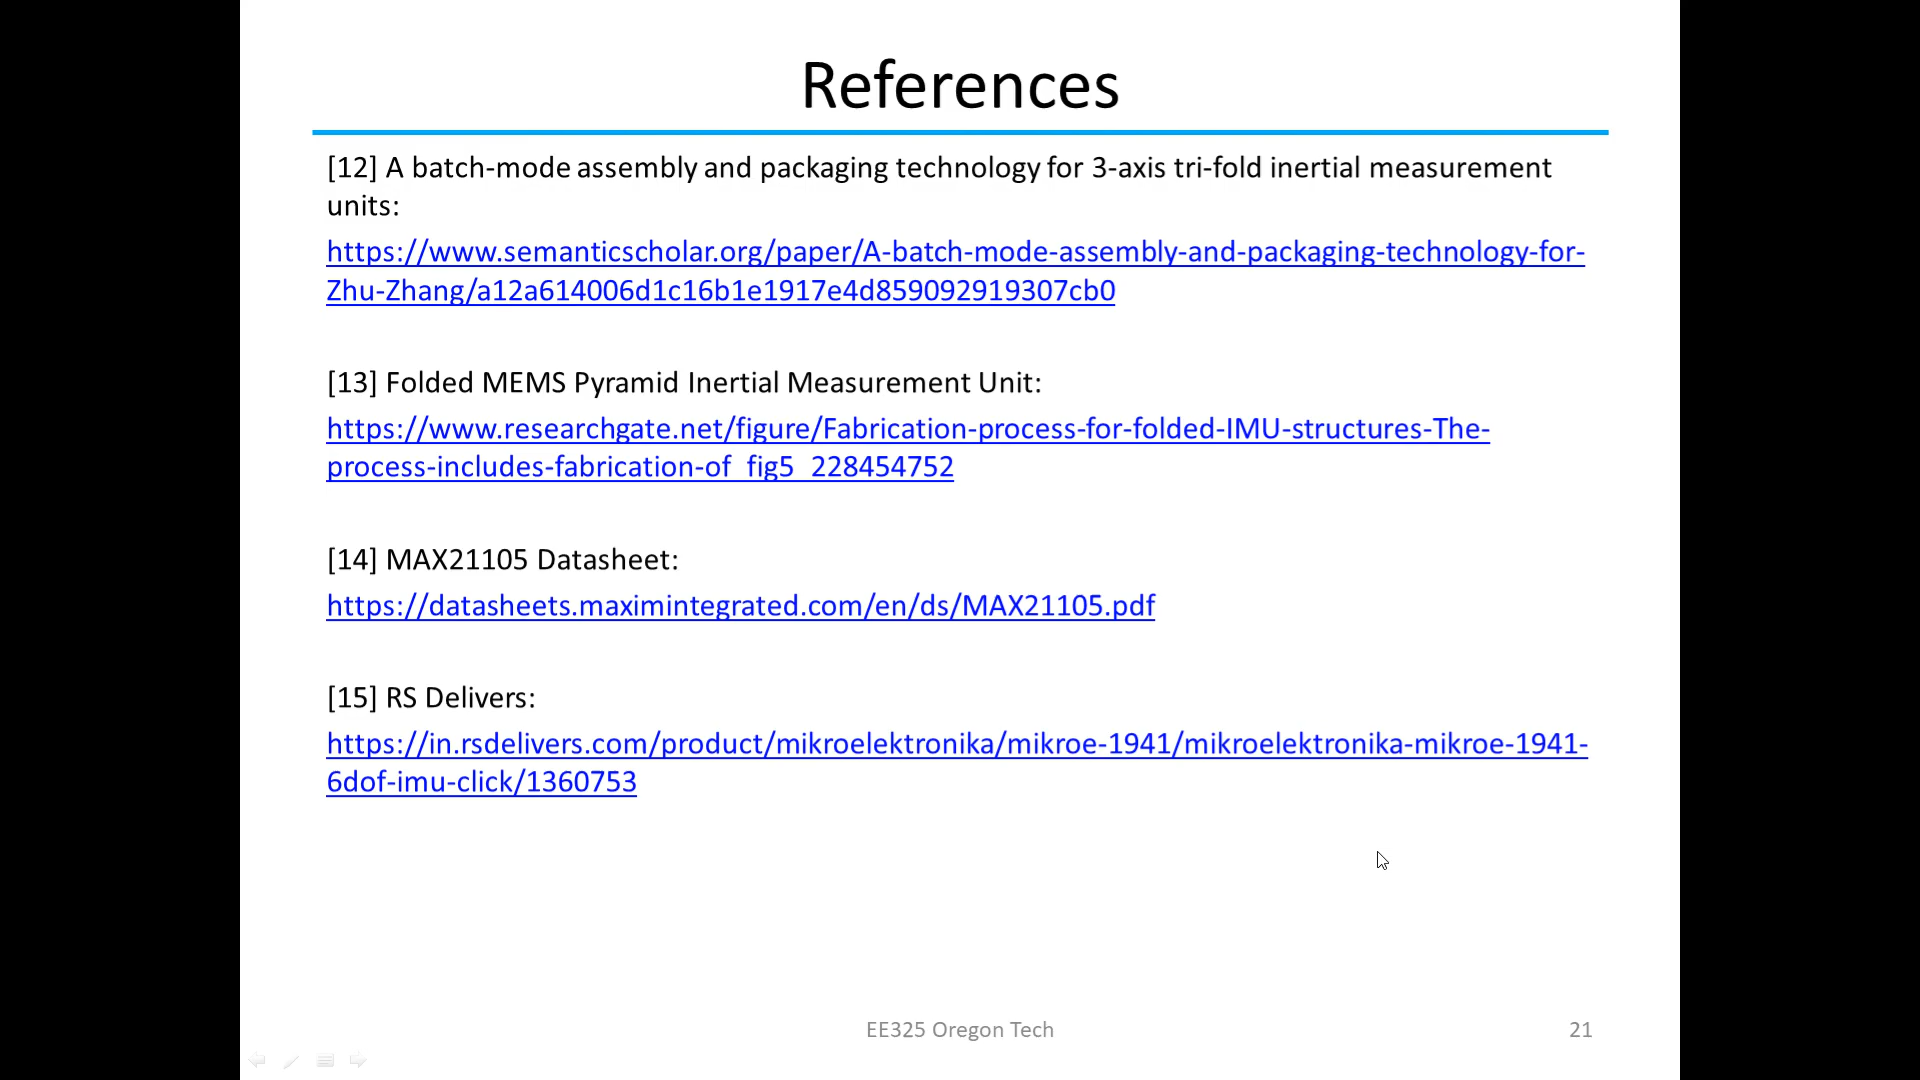 References
[12] A batch-mode assembly and packaging technology for 3-axis tri-fold inertial measurement
units:
https://www.semanticscholar.org/paper/A-batch-mode-assembly-and-packaging-technology-for-
Zhu-Zhang/a12a614006d1c16b1e1917e4d859092919307cb0
[13] Folded MEMS Pyramid Inertial Measurement Unit:
https://www.researchgate.net/figure/Fabrication-process-for-folded-IMU-structures-The-
process-includes-fabrication-of_fig5_228454752
[14] MAX21105 Datasheet:
https://datasheets.maximintegrated.com/en/ds/MAX21105.pdf
[15] RS Delivers:
https://in.rsdelivers.com/product/mikroelektronika/mikroe-1941/mikroelektronika-mikroe-1941-
6dof-imu-click/1360753
EE325 Oregon Tech
21